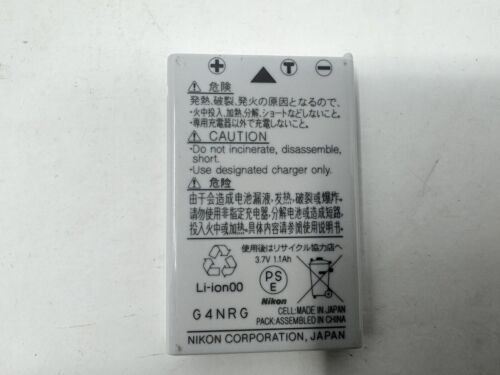 + T −
⚠ 危険
発熱、破裂、発火の原因となるので、
・火中投入、加熱、分解、ショートなどしないこと。
・専用充電器以外で充電しないこと。
⚠ CAUTION
・Do not incinerate, disassemble,
short.
・Use designated charger only.
⚠ 危险
由于会造成电池漏液，发热，破裂或爆炸。
请勿使用非指定充电器，分解电池或造成短路，
投入火中或加热。具体内容请参阅使用说明书。
使用後はリサイクル協力店へ
3.7V 1.1Ah
Li-ion00
PS
E
Nikon
G4NRG
CELL:MADE IN JAPAN
PACK:ASSEMBLED IN CHINA
NIKON CORPORATION, JAPAN